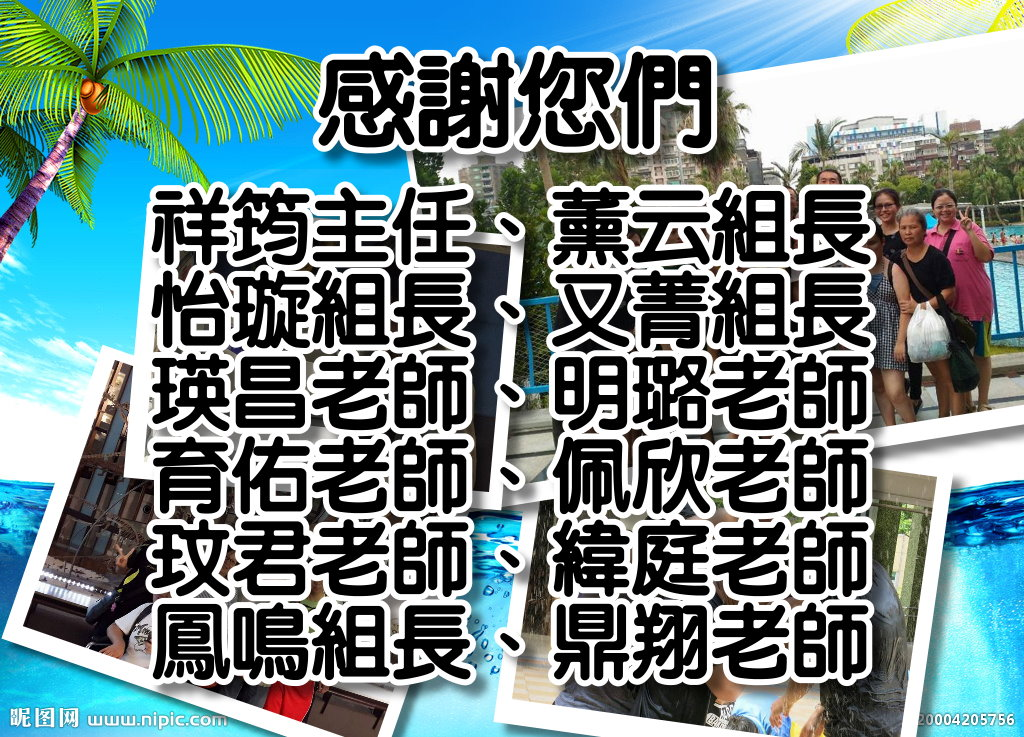 感謝您們
祥筠主任、薰云組長
怡璇組長、又菁組長
瑛昌老師、明璐老師
育佑老師、佩欣老師
玟君老師、緯庭老師
鳳鳴組長、鼎翔老師
昵图网 www.nipic.com
20004205756